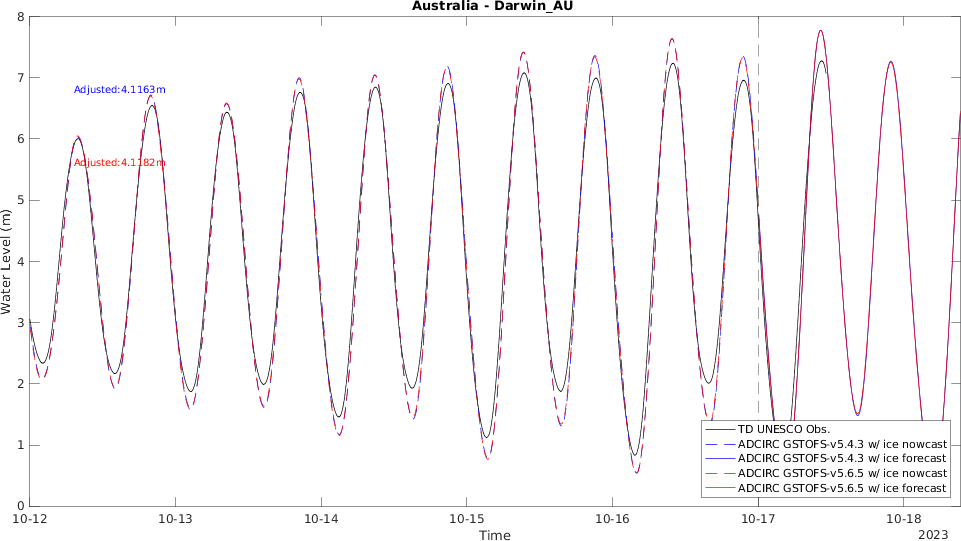 Australia - Darwin_AU
8
7
6
5
4
3
2
1
0
Water Level (m)
Adjusted:4.1163m
Adjusted:4.1182m
TD UNESCO Obs.
ADCIRC GSTOFS-v5.4.3 w/ ice nowcast
ADCIRC GSTOFS-v5.4.3 w/ ice forecast
ADCIRC GSTOFS-v5.6.5 w/ ice nowcast
ADCIRC GSTOFS-v5.6.5 w/ ice forecast
10-12 10-13 10-14 10-15 10-16 10-17 10-18
Time
2023